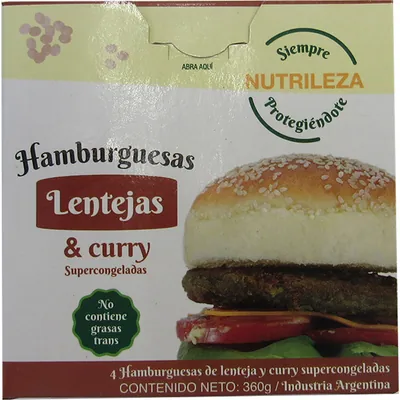 ABRA AQUÍ
Siempre
NUTRILEZA
Protegiéndote
Hamburguesas
Lentejas
& curry
Supercongeladas
No
contiene
grasas
trans
4 Hamburguesas de lenteja y curry supercongeladas
CONTENIDO NETO: 360g / Industria Argentina